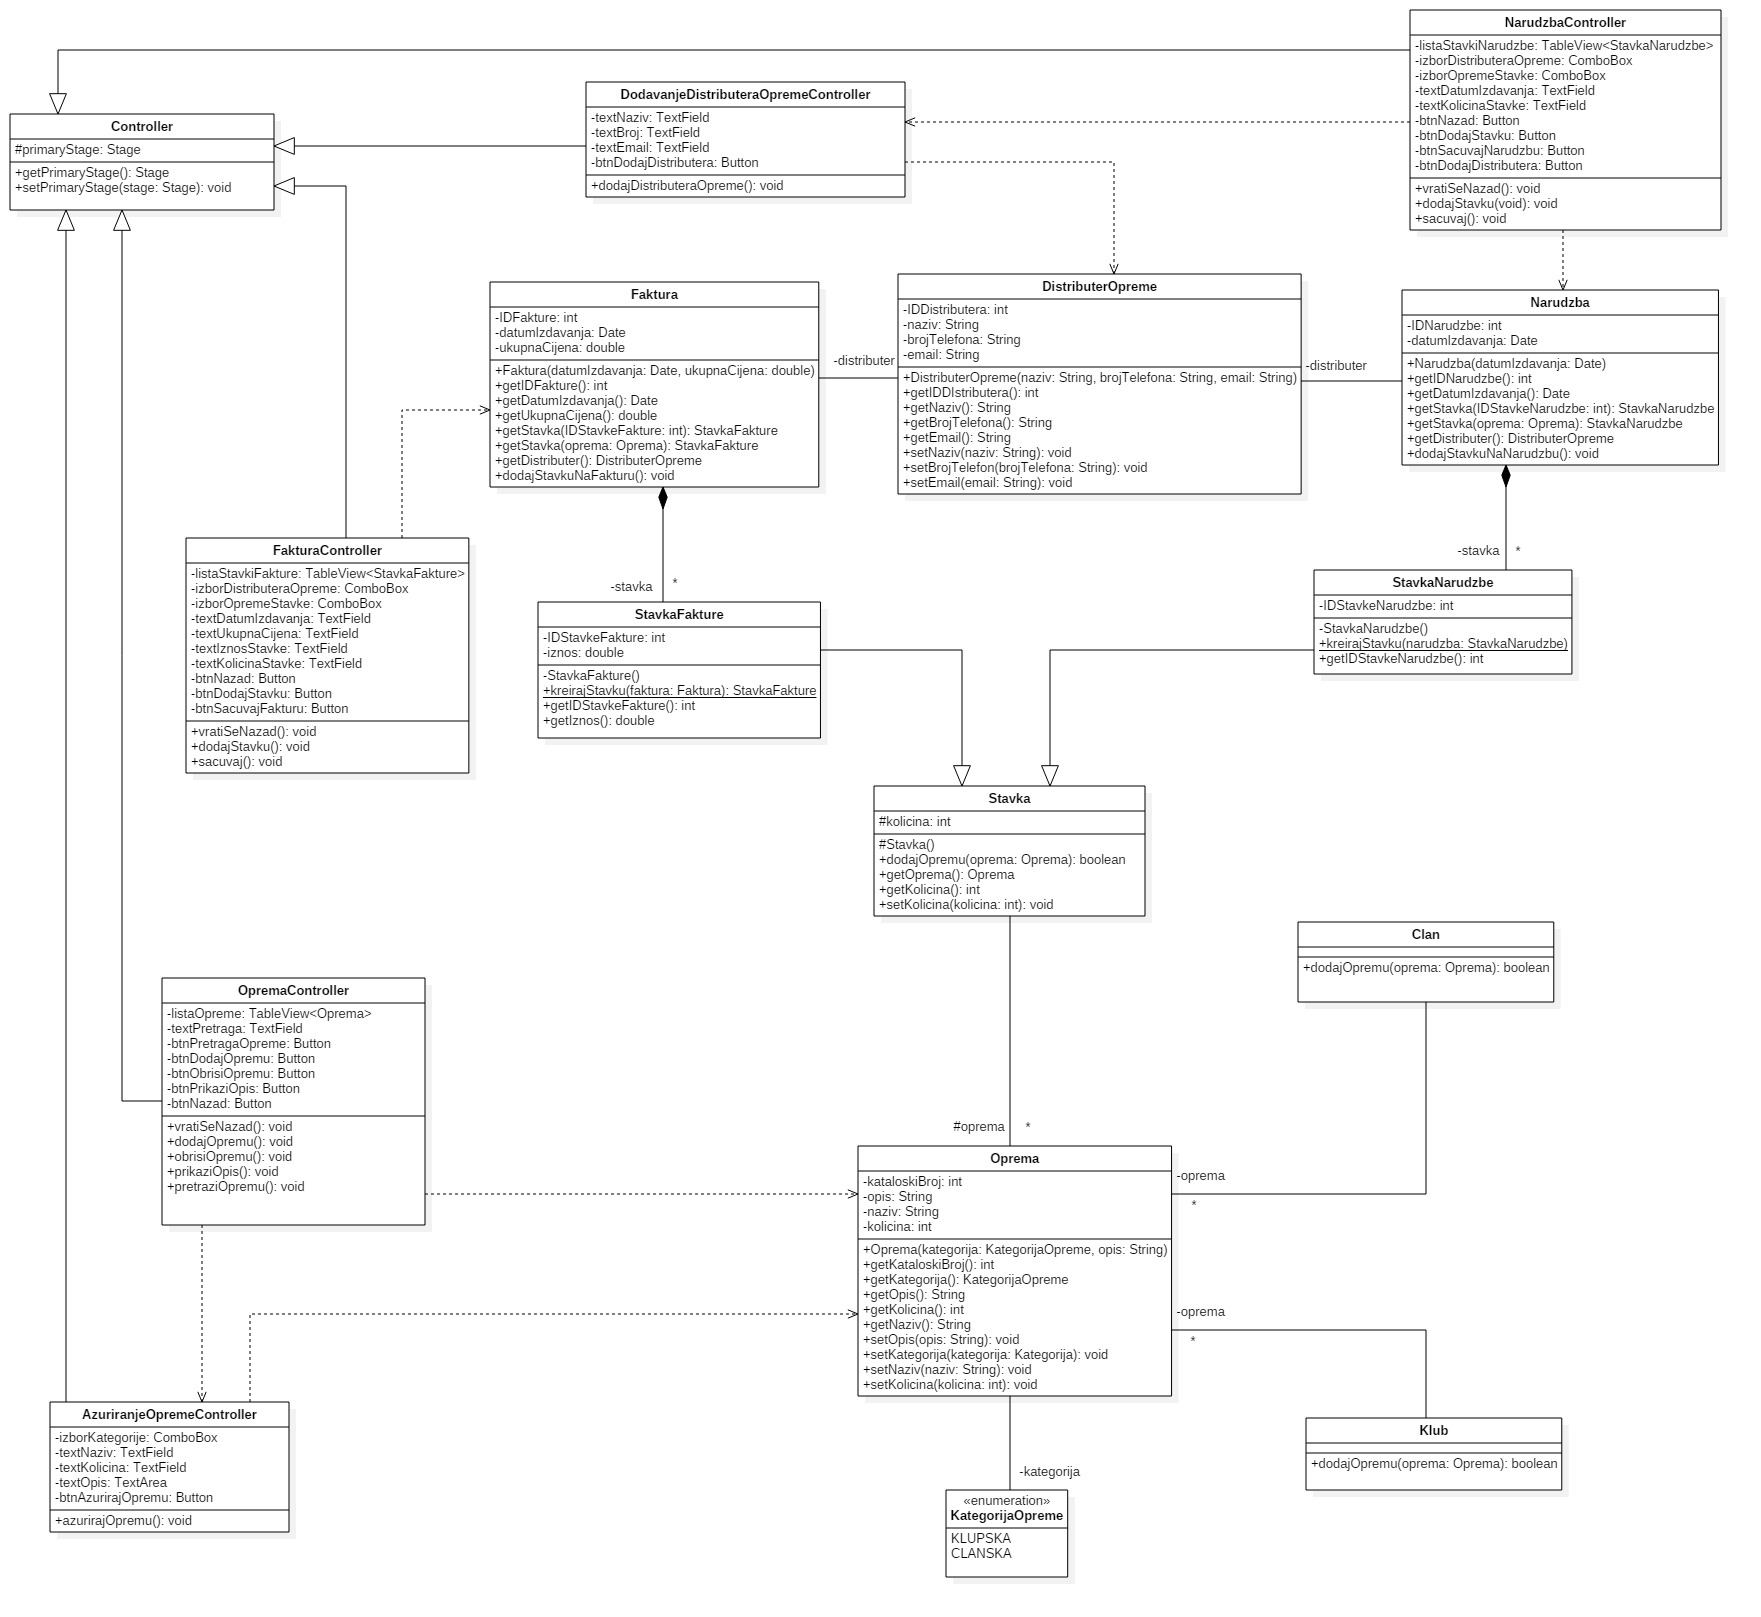 NarudzbaController
-listaStavkiNarudzbe: TableView<StavkaNarudzbe>
-izborDistributeraOpreme: ComboBox
-izborOpremeStavke: ComboBox
-textDatumIzdavanja: TextField
-textKolicinaStavke: TextField
-btnNazad: Button
-btnDodajStavku: Button
-btnSacuvajNarudzbu: Button
-btnDodajDistributera: Button
+vratiSeNazad(): void
+dodajStavku(void): void
+sacuvaj(): void
DodavanjeDistributeraOpremeController
-textNaziv: TextField
-textBroj: TextField
-textEmail: TextField
-btnDodajDistributera: Button
+dodajDistributeraOpreme(): void
Controller
#primaryStage: Stage
+getPrimaryStage(): Stage
+setPrimaryStage(stage: Stage): void
Faktura
-IDFakture: int
-datumIzdavanja: Date
-ukupnaCijena: double
+Faktura(datumIzdavanja: Date, ukupnaCijena: double)
+getIDFakture(): int
+getDatumIzdavanja(): Date
+getUkupnaCijena(): double
+getStavka(IDStavkeFakture: int): StavkaFakture
+getStavka(oprema: Oprema): StavkaFakture
+getDistributer(): DistributerOpreme
+dodajStavkuNaFakturu(): void
-distributer
DistributerOpreme
-IDDistributera: int
-naziv: String
-brojTelefona: String
-email: String
+DistributerOpreme(naziv: String, brojTelefona: String, email: String)
+getIDDIstributera(): int
+getNaziv(): String
+getBrojTelefona(): String
+getEmail(): String
+setNaziv(naziv: String): void
+setBrojTelefon(brojTelefona: String): void
+setEmail(email: String): void
-distributer
Narudzba
-IDNarudzbe: int
-datumIzdavanja: Date
+Narudzba(datumIzdavanja: Date)
+getIDNarudzbe(): int
+getDatumIzdavanja(): Date
+getStavka(IDStavkeNarudzbe: int): StavkaNarudzbe
+getStavka(oprema: Oprema): StavkaNarudzbe
+getDistributer(): DistributerOpreme
+dodajStavkuNaNarudzbu(): void
FakturaController
-listaStavkiFakture: TableView<StavkaFakture>
-izborDistributeraOpreme: ComboBox
-izborOpremeStavke: ComboBox
-textDatumIzdavanja: TextField
-textUkupnaCijena: TextField
-textIznosStavke: TextField
-textKolicinaStavke: TextField
-btnNazad: Button
-btnDodajStavku: Button
-btnSacuvajFakturu: Button
+vratiSeNazad(): void
+dodajStavku(): void
+sacuvaj(): void
-stavka
*
StavkaFakture
-IDStavkeFakture: int
-iznos: double
-StavkaFakture()
+kreirajStavku(faktura: Faktura): StavkaFakture
+getIDStavkeFakture(): int
+getIznos(): double
-stavka
*
StavkaNarudzbe
-IDStavkeNarudzbe: int
-StavkaNarudzbe()
+kreirajStavku(narudzba: StavkaNarudzbe)
+getIDStavkeNarudzbe(): int
Stavka
#kolicina: int
#Stavka()
+dodajOpremu(oprema: Oprema): boolean
+getOprema(): Oprema
+getKolicina(): int
+setKolicina(kolicina: int): void
Clan
+dodajOpremu(oprema: Oprema): boolean
OpremaController
-listaOpreme: TableView<Oprema>
-textPretraga: TextField
-btnPretragaOpreme: Button
-btnDodajOpremu: Button
-btnObrisiOpremu: Button
-btnPrikaziOpis: Button
-btnNazad: Button
+vratiSeNazad(): void
+dodajOpremu(): void
+obrisiOpremu(): void
+prikaziOpis(): void
+pretraziOpremu(): void
#oprema
*
Oprema
-kataloskiBroj: int
-opis: String
-naziv: String
-kolicina: int
+Oprema(kategorija: KategorijaOpreme, opis: String)
+getKataloskiBroj(): int
+getKategorija(): KategorijaOpreme
+getOpis(): String
+getKolicina(): int
+getNaziv(): String
+setOpis(opis: String): void
+setKategorija(kategorija: Kategorija): void
+setNaziv(naziv: String): void
+setKolicina(kolicina: int): void
-oprema
*
-oprema
*
AzuriranjeOpremeController
-izborKategorije: ComboBox
-textNaziv: TextField
-textKolicina: TextField
-textOpis: TextArea
-btnAzurirajOpremu: Button
+azurirajOpremu(): void
Klub
+dodajOpremu(oprema: Oprema): boolean
-kategorija
«enumeration»
KategorijaOpreme
KLUPSKA
CLANSKA